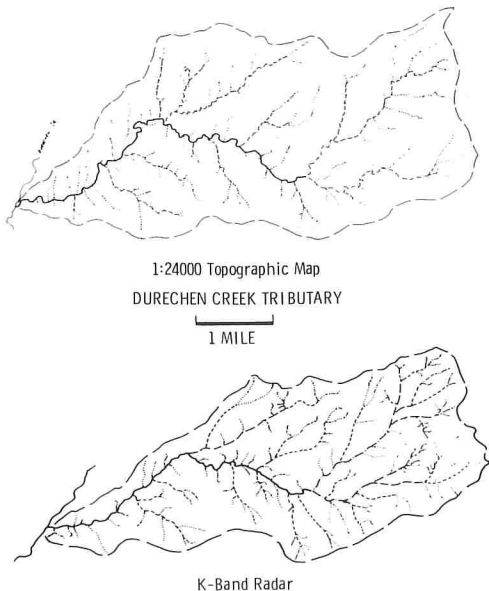 1:24000 Topographic Map
DURECHEN CREEK TRIBUTARY
1 MILE
K-Band Radar